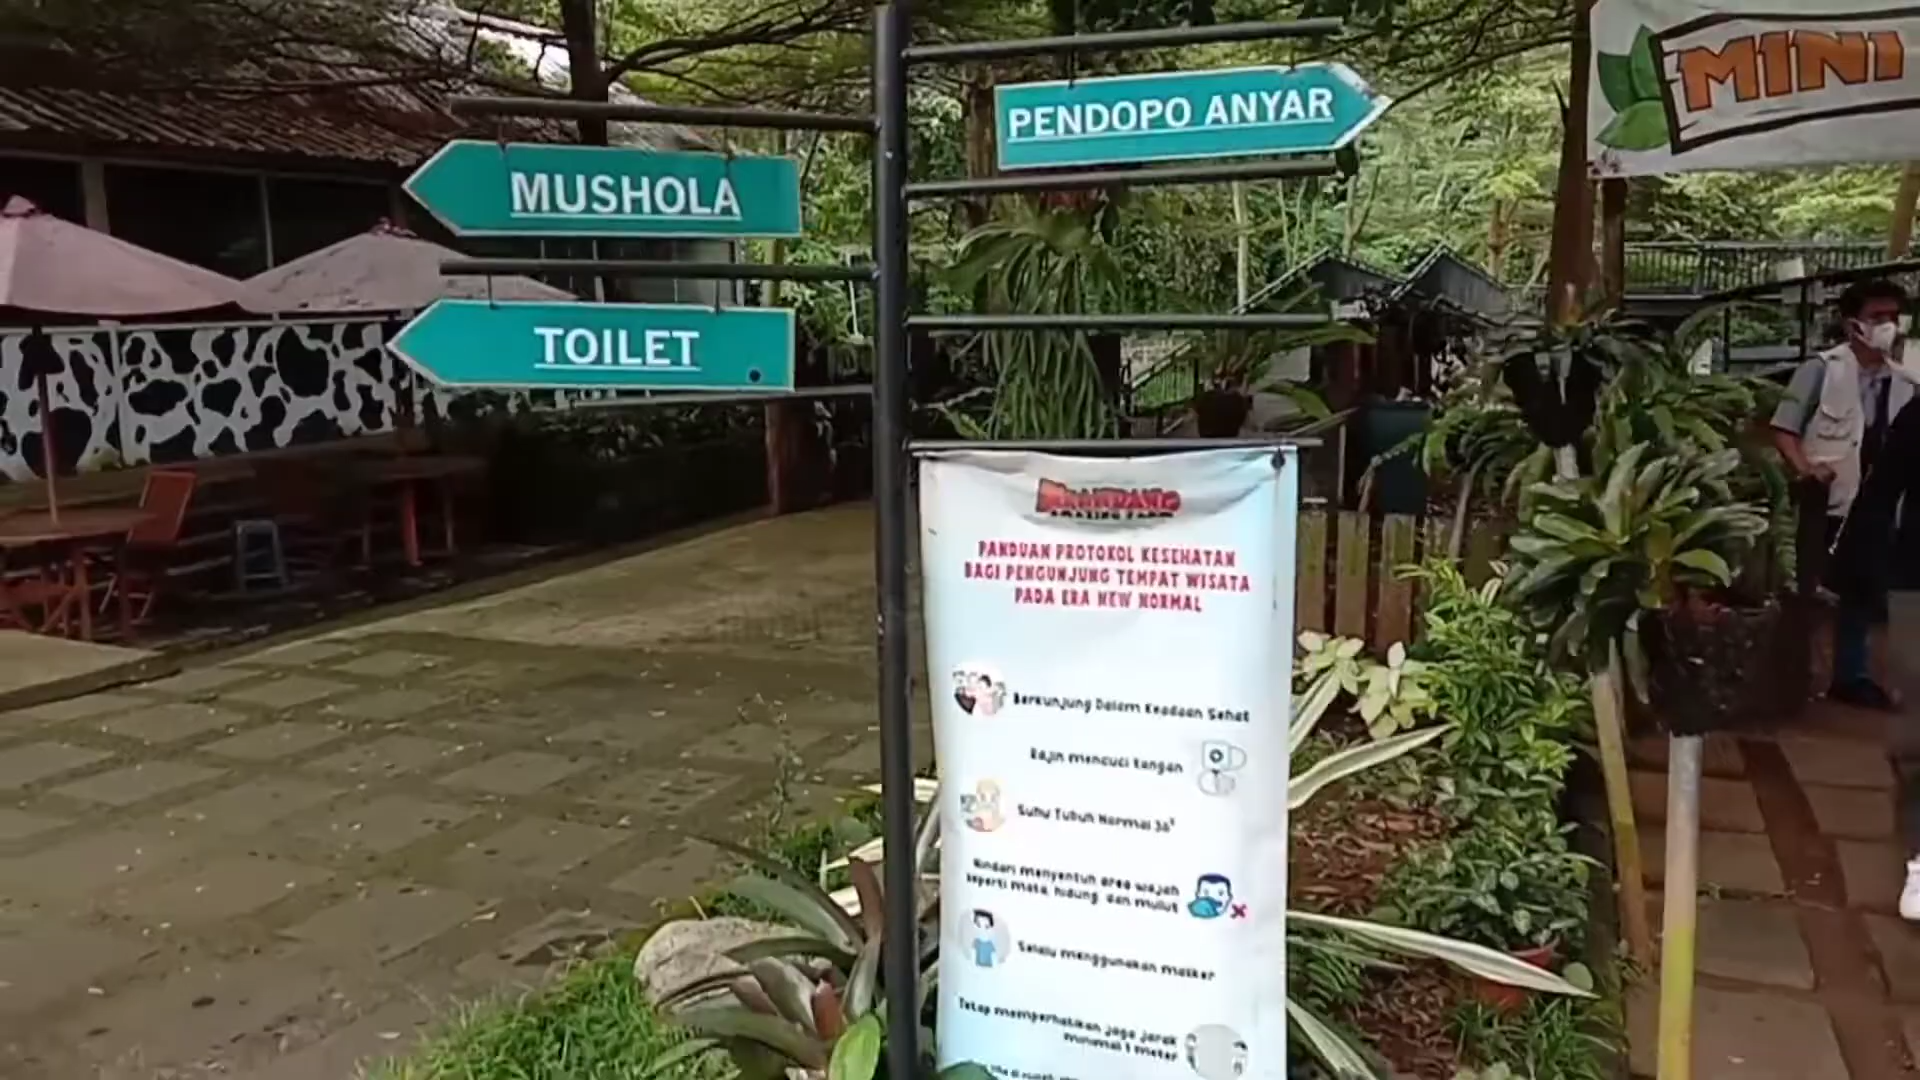 PENDOPO ANYAR
MINI
MUSHOLA
TOILET
PANDUAN PROTOKOL KESEHATAN
BAGI PENGUNJUNG TEMPAT WISATA
PADA ERA NEW NORMAL
Berkunjung Dalam Keadaan Sehat
Rajin mencuci tangan
Suhu Tubuh Normal 36°
Hindari menyentuh area wajah
seperti mata, hidung, dan mulut
Selalu menggunakan masker
Tetap memperhatikan jaga jarak
minimal 1 meter